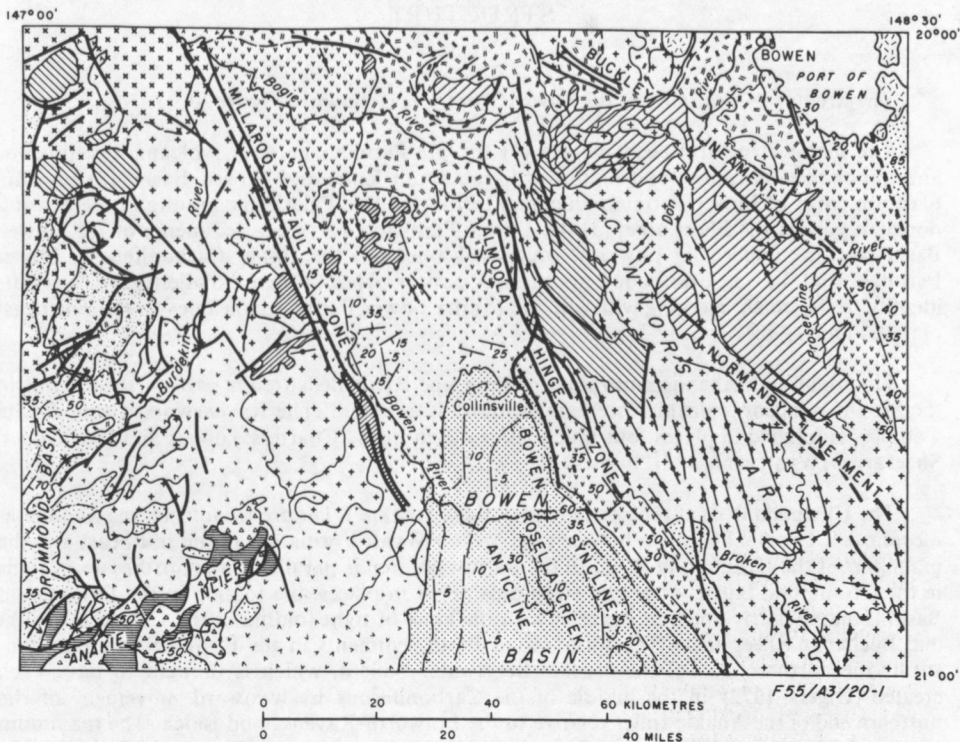 147°00'
148°30'
20°00'
BOWEN
PORT OF
BOWEN
BUCK
River
LINEAMENT
Bogie
River
MILLAROO
FAULT
ZONE
River
Burdekin
Bowen
River
ALMOOLA
HINGE
ZONE
CONNORS
ARCH
Don
River
Proserpine
NORMANBY LINEAMENT
Collinsville
BOWEN
BOWEN
SYNCLINE
ROSELLA CREEK
ANTICLINE
BASIN
DRUMMOND BASIN
ANAKIE
INLIER
Broken
River
21°00'
F55/A3/20-1
0 20 40 60 KILOMETRES
0 20 40 MILES